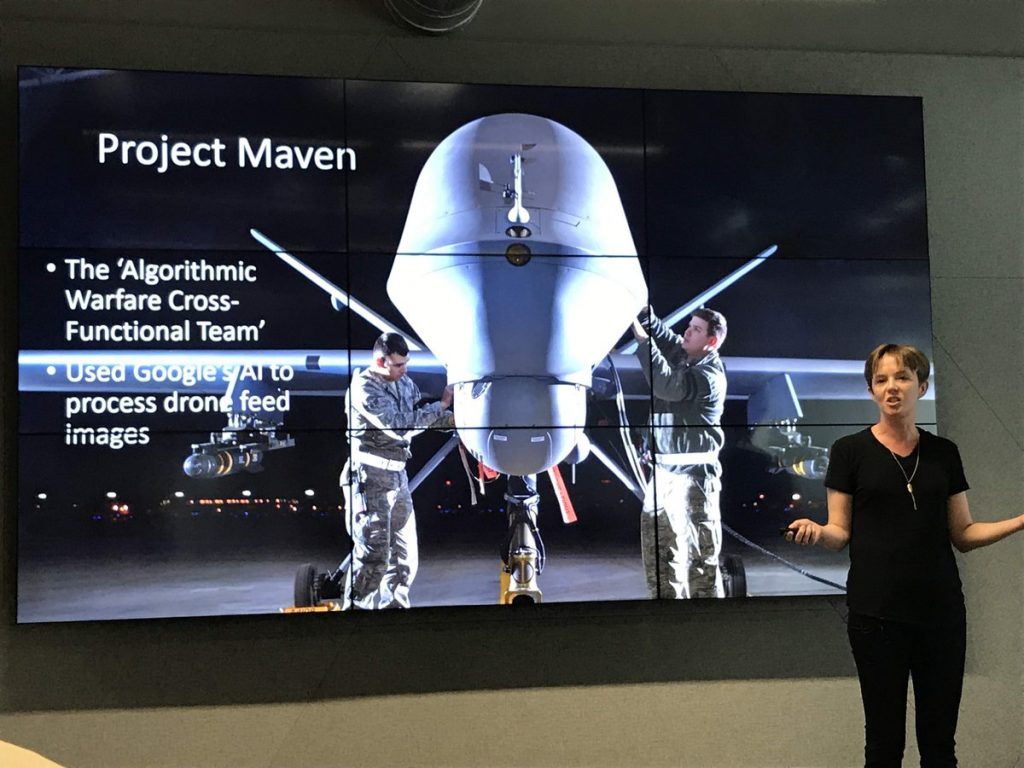 Project Maven
• The ‘Algorithmic
Warfare Cross-
Functional Team’
• Used Google's AI to
process drone feed
images